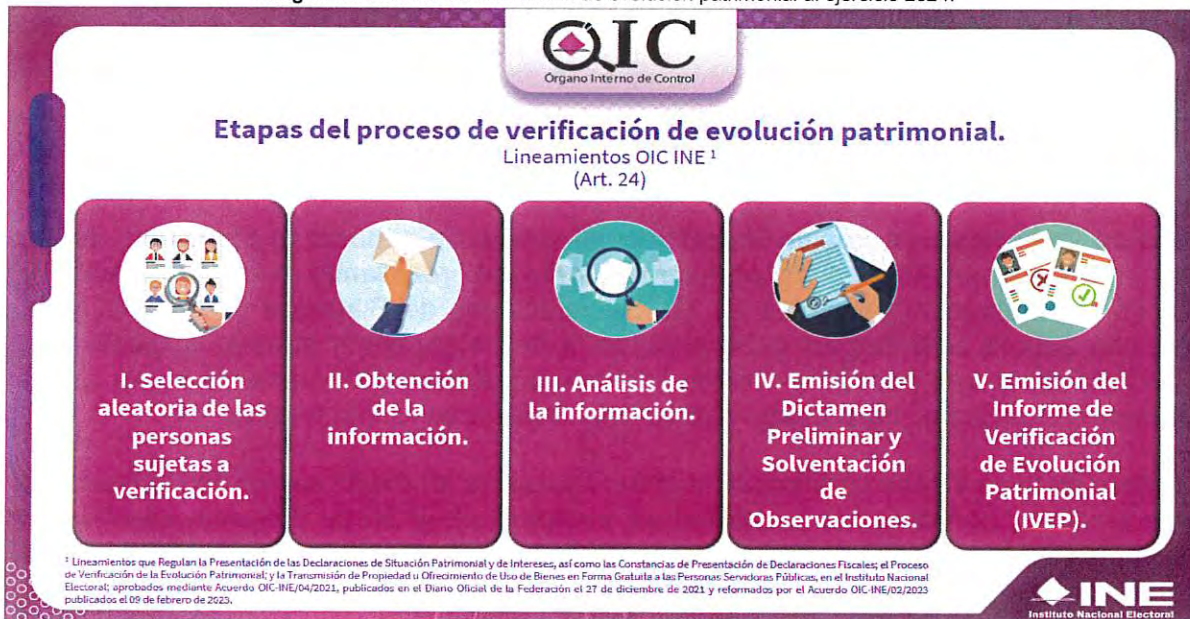 de evolución patrimonial al ejercicio 2024.
OIC
Órgano Interno de Control
Etapas del proceso de verificación de evolución patrimonial.
Lineamientos OIC INE ¹
(Art. 24)
I. Selección
aleatoria de las
personas
sujetas a
verificación.
II. Obtención
de la
información.
III. Análisis de
la información.
IV. Emisión del
Dictamen
Preliminar y
Solventación
de
Observaciones.
V. Emisión del
Informe de
Verificación
de Evolución
Patrimonial
(IVEP).
¹ Lineamientos que Regulan la Presentación de las Declaraciones de Situación Patrimonial y de Intereses, así como las Constancias de Presentación de Declaraciones Fiscales; el Proceso
de Verificación de la Evolución Patrimonial; y la Transmisión de Propiedad u Ofrecimiento de Uso de Bienes en Forma Gratuita a las Personas Servidoras Públicas, en el Instituto Nacional
Electoral; aprobados mediante Acuerdo OIC-INE/04/2021, publicados en el Diario Oficial de la Federación el 27 de diciembre de 2021 y reformados por el Acuerdo OIC-INE/02/2023
publicados el 09 de febrero de 2023.
INE
Instituto Nacional Electoral